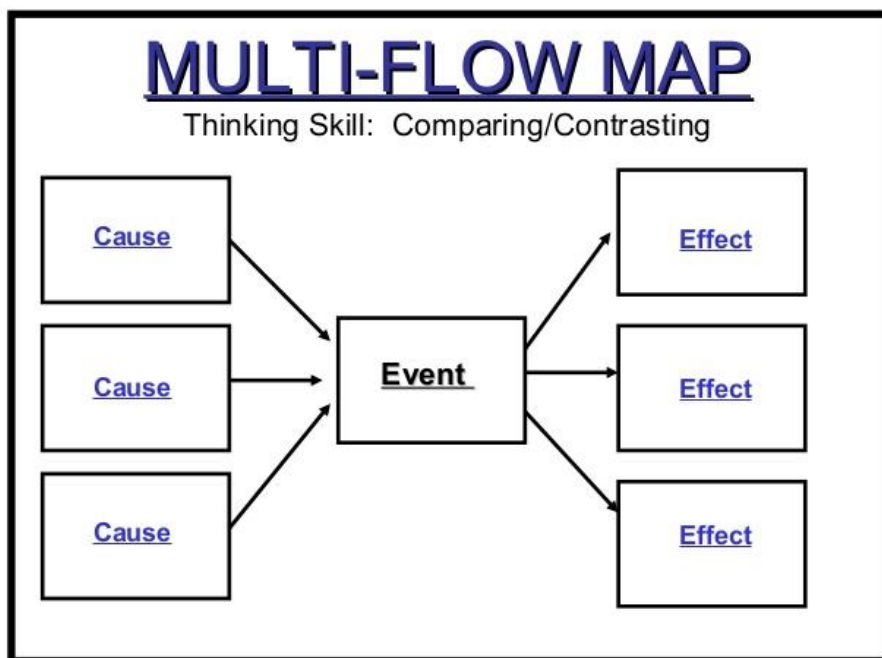 MULTI-FLOW MAP
Thinking Skill: Comparing/Contrasting
Cause
Cause
Cause
Event
Effect
Effect
Effect